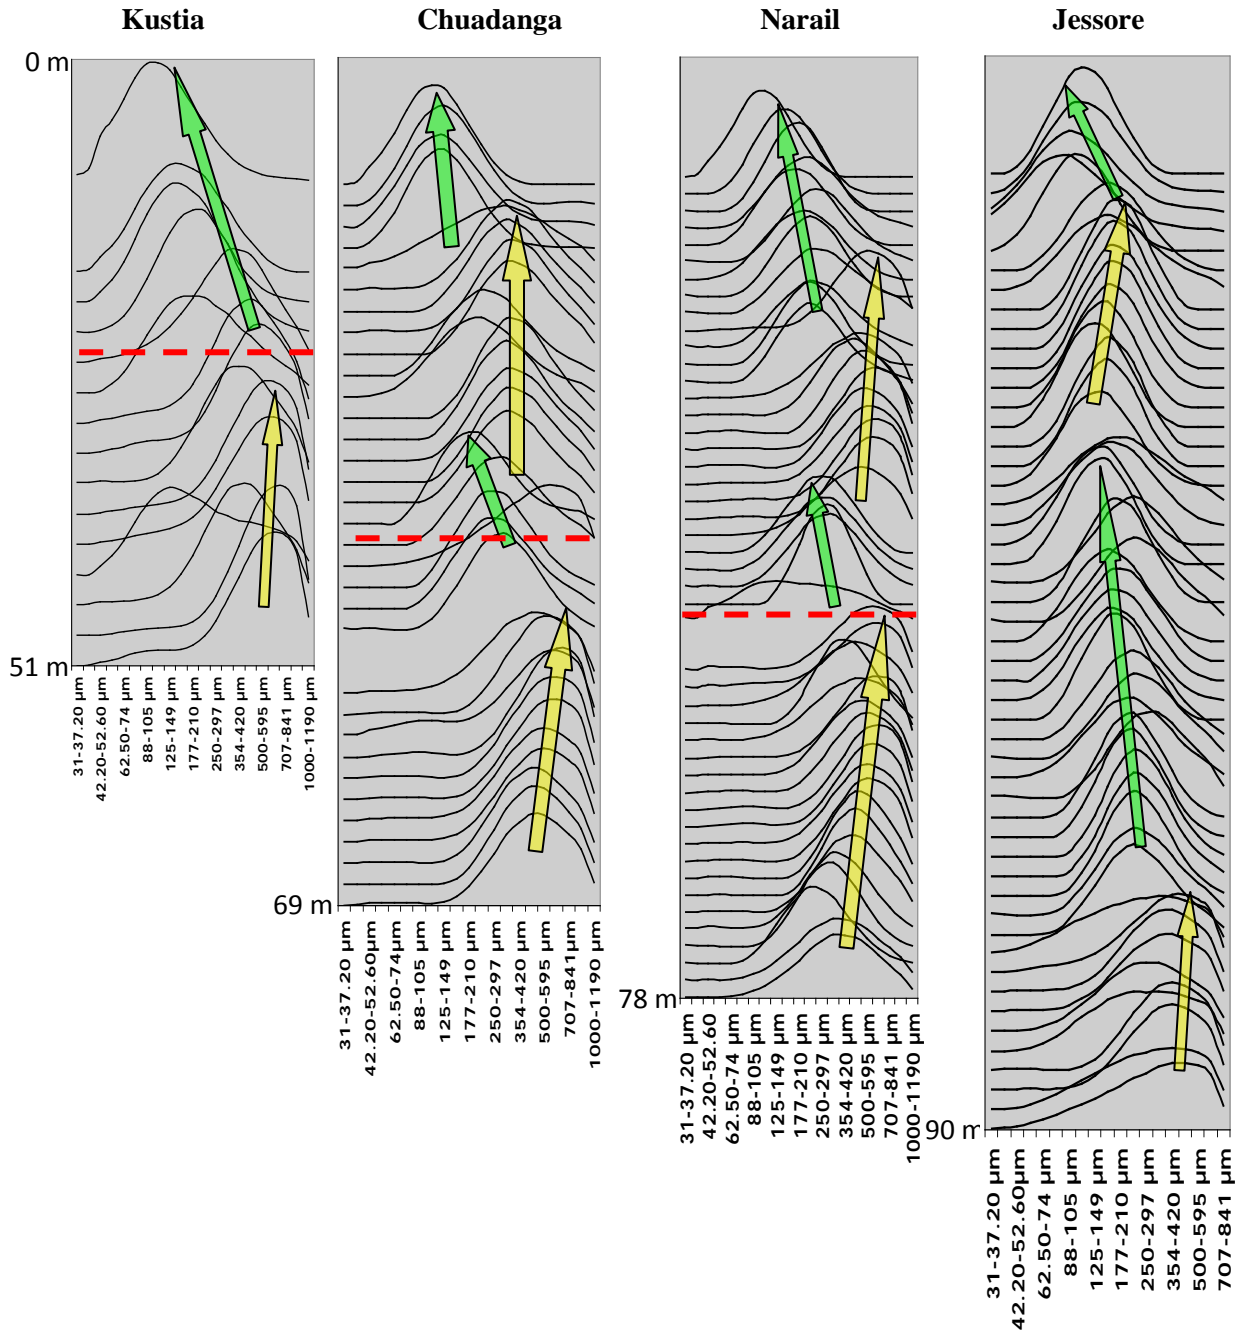 Kustia
Chuadanga
Narail
Jessore
0 m
51 m
69 m
78 m
90 m
31-37.20 µm
42.20-52.60 µm
62.50-74 µm
88-105 µm
125-149 µm
177-210 µm
250-297 µm
354-420 µm
500-595 µm
707-841 µm
1000-1190 µm
31-37.20 µm
42.20-52.60µm
62.50-74µm
88-105 µm
125-149 µm
177-210 µm
250-297 µm
354-420 µm
500-595 µm
707-841µm
1000-1190 µm
31-37.20 µm
42.20-52.60
62.50-74 µm
88-105 µm
125-149 µm
177-210 µm
250-297 µm
354-420 µm
500-595 µm
707-841 µm
1000-1190 µm
31-37.20 µm
42.20-52.60µm
62.50-74 µm
88-105 µm
125-149 µm
177-210 µm
250-297 µm
354-420 µm
500-595 µm
707-841 µm